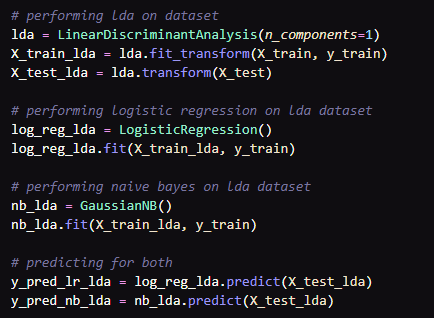 # performing lda on dataset
lda = LinearDiscriminantAnalysis(n_components=1)
X_train_lda = lda.fit_transform(X_train, y_train)
X_test_lda = lda.transform(X_test)
# performing logistic regression on lda dataset
log_reg_lda = LogisticRegression()
log_reg_lda.fit(X_train_lda, y_train)
# performing naive bayes on lda dataset
nb_lda = GaussianNB()
nb_lda.fit(X_train_lda, y_train)
# predicting for both
y_pred_lr_lda = log_reg_lda.predict(X_test_lda)
y_pred_nb_lda = nb_lda.predict(X_test_lda)